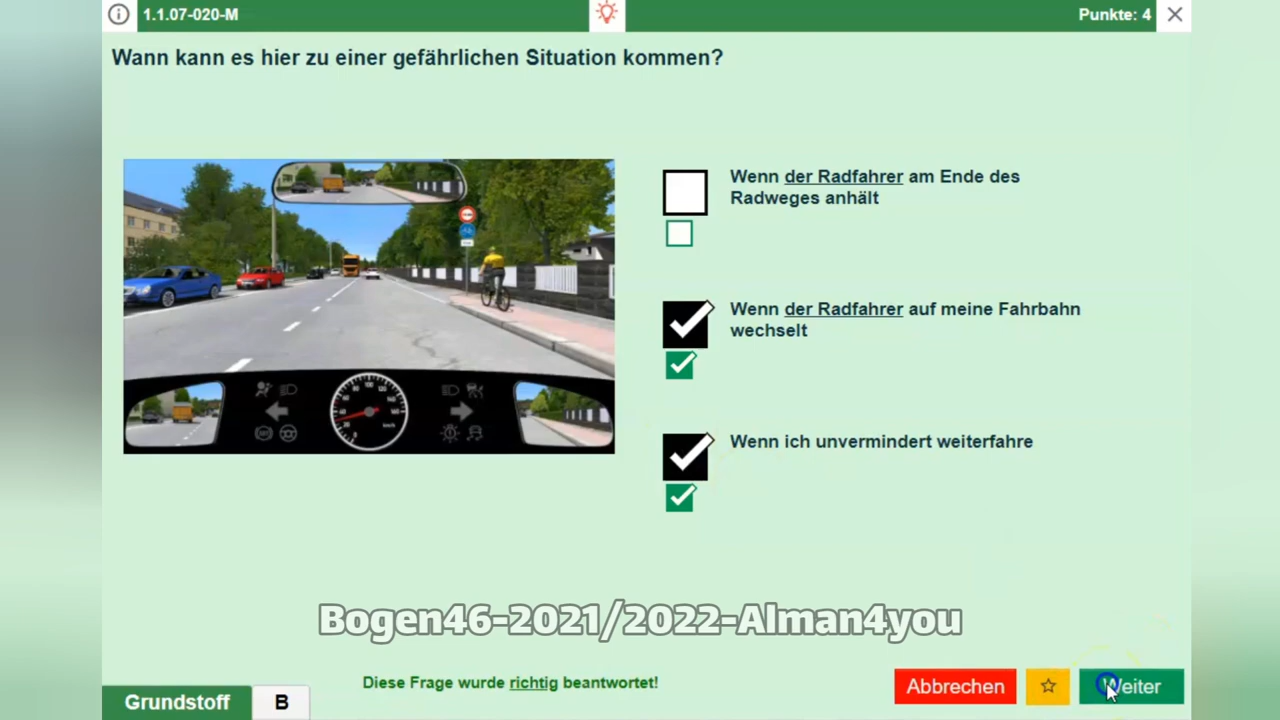 1.1.07-020-M
Punkte: 4
Wann kann es hier zu einer gefährlichen Situation kommen?
Wenn der Radfahrer am Ende des
Radweges anhält
Wenn der Radfahrer auf meine Fahrbahn
wechselt
Wenn ich unvermindert weiterfahre
Bogen46-2021/2022-Alman4you
Diese Frage wurde richtig beantwortet!
Abbrechen
Weiter
Grundstoff
B